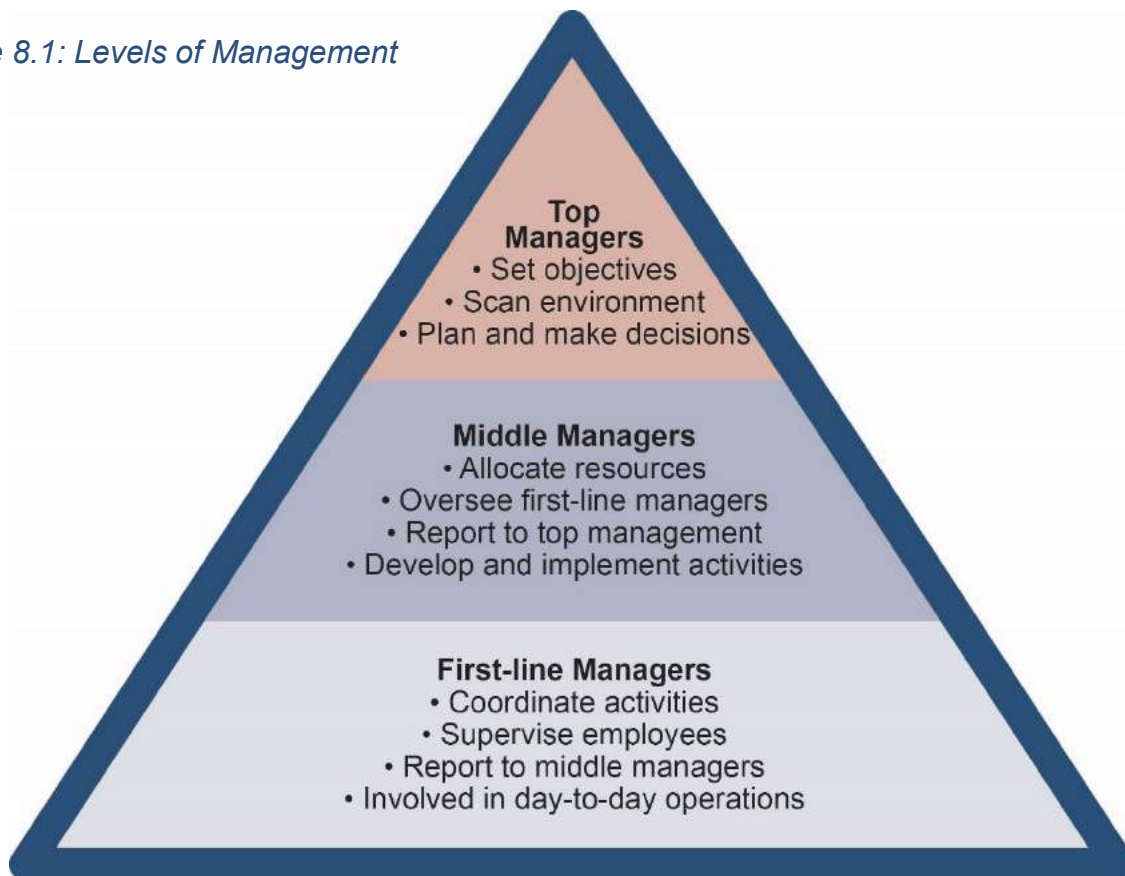 8.1: Levels of Management
Top
Managers
• Set objectives
• Scan environment
• Plan and make decisions
Middle Managers
• Allocate resources
• Oversee first-line managers
• Report to top management
• Develop and implement activities
First-line Managers
• Coordinate activities
• Supervise employees
• Report to middle managers
• Involved in day-to-day operations